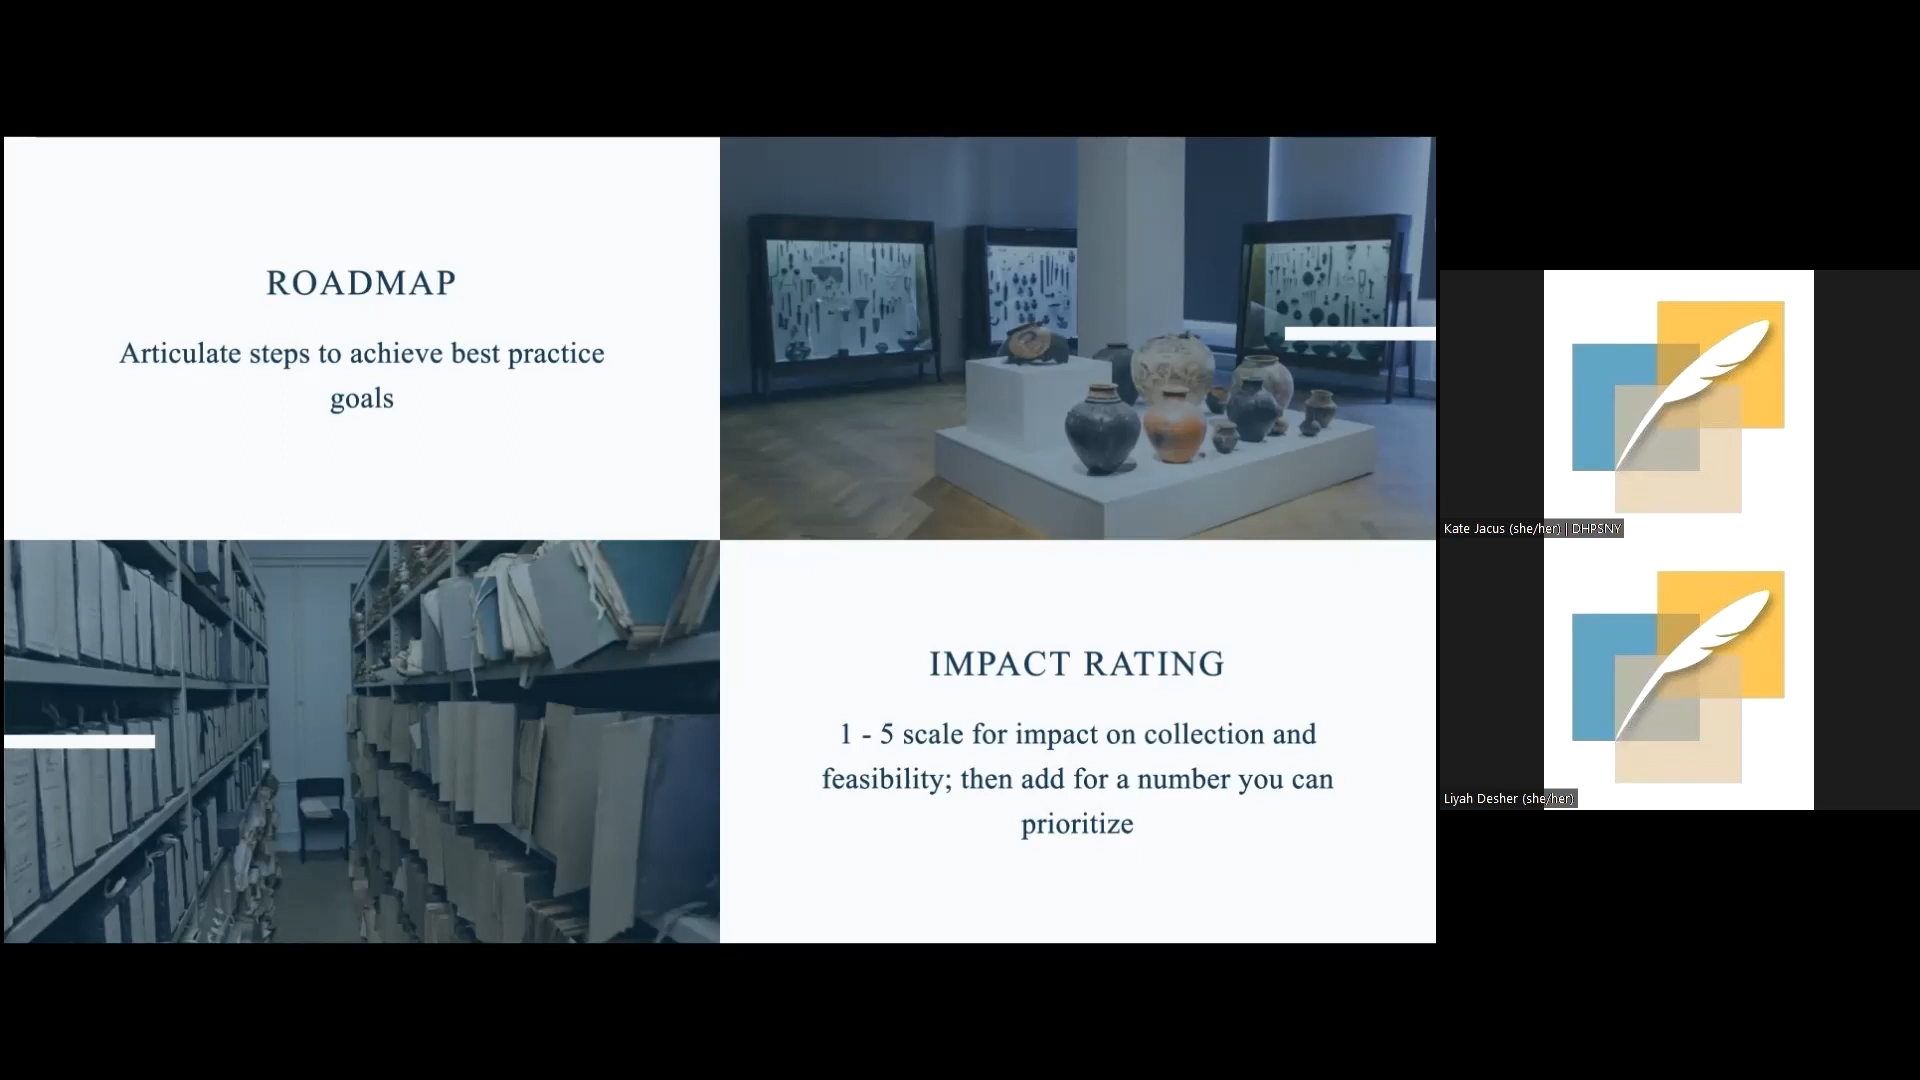 ROADMAP
Articulate steps to achieve best practice
goals
IMPACT RATING
1 - 5 scale for impact on collection and
feasibility; then add for a number you can
prioritize
Kate Jacus (she/her) | DHPSNY
Liyah Desher (she/her)